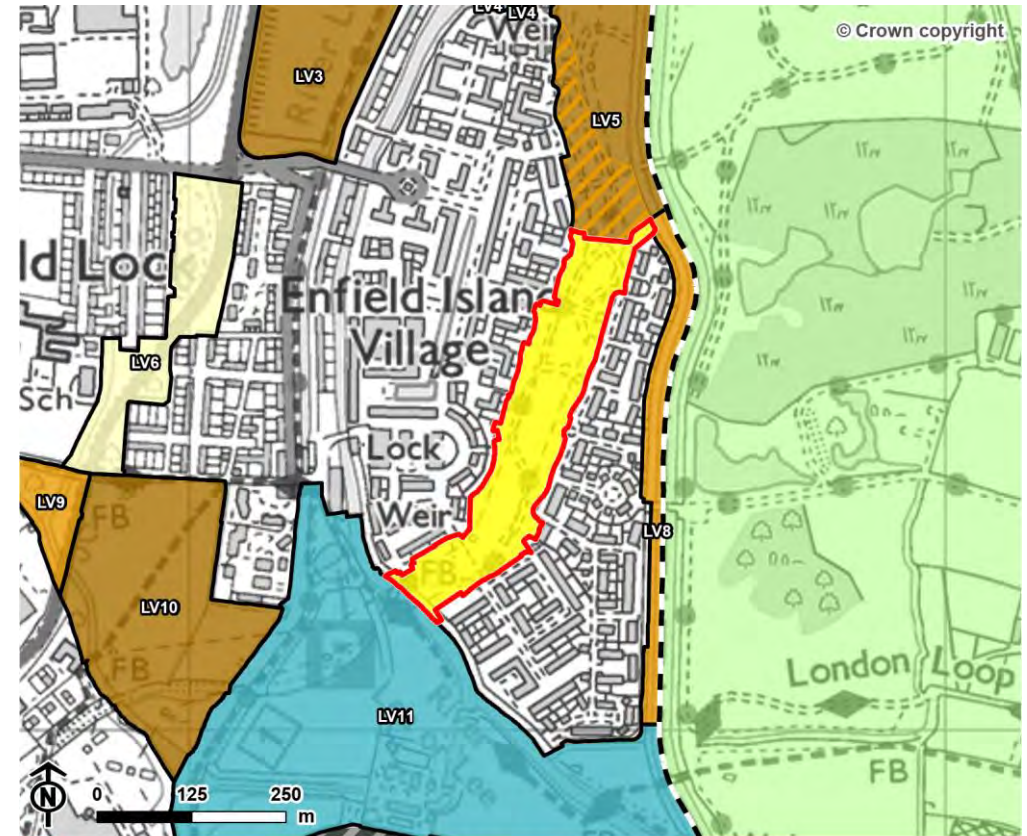 LV4
LV4
Weir
© Crown copyright
LV3
LV5
ld Loc
Enfield Island
Village
LV6
Sch
Lock
LV9
FB
Weir
LV8
FB
LV10
FB
London Loop
LV11
FB
N
0 125 250
m